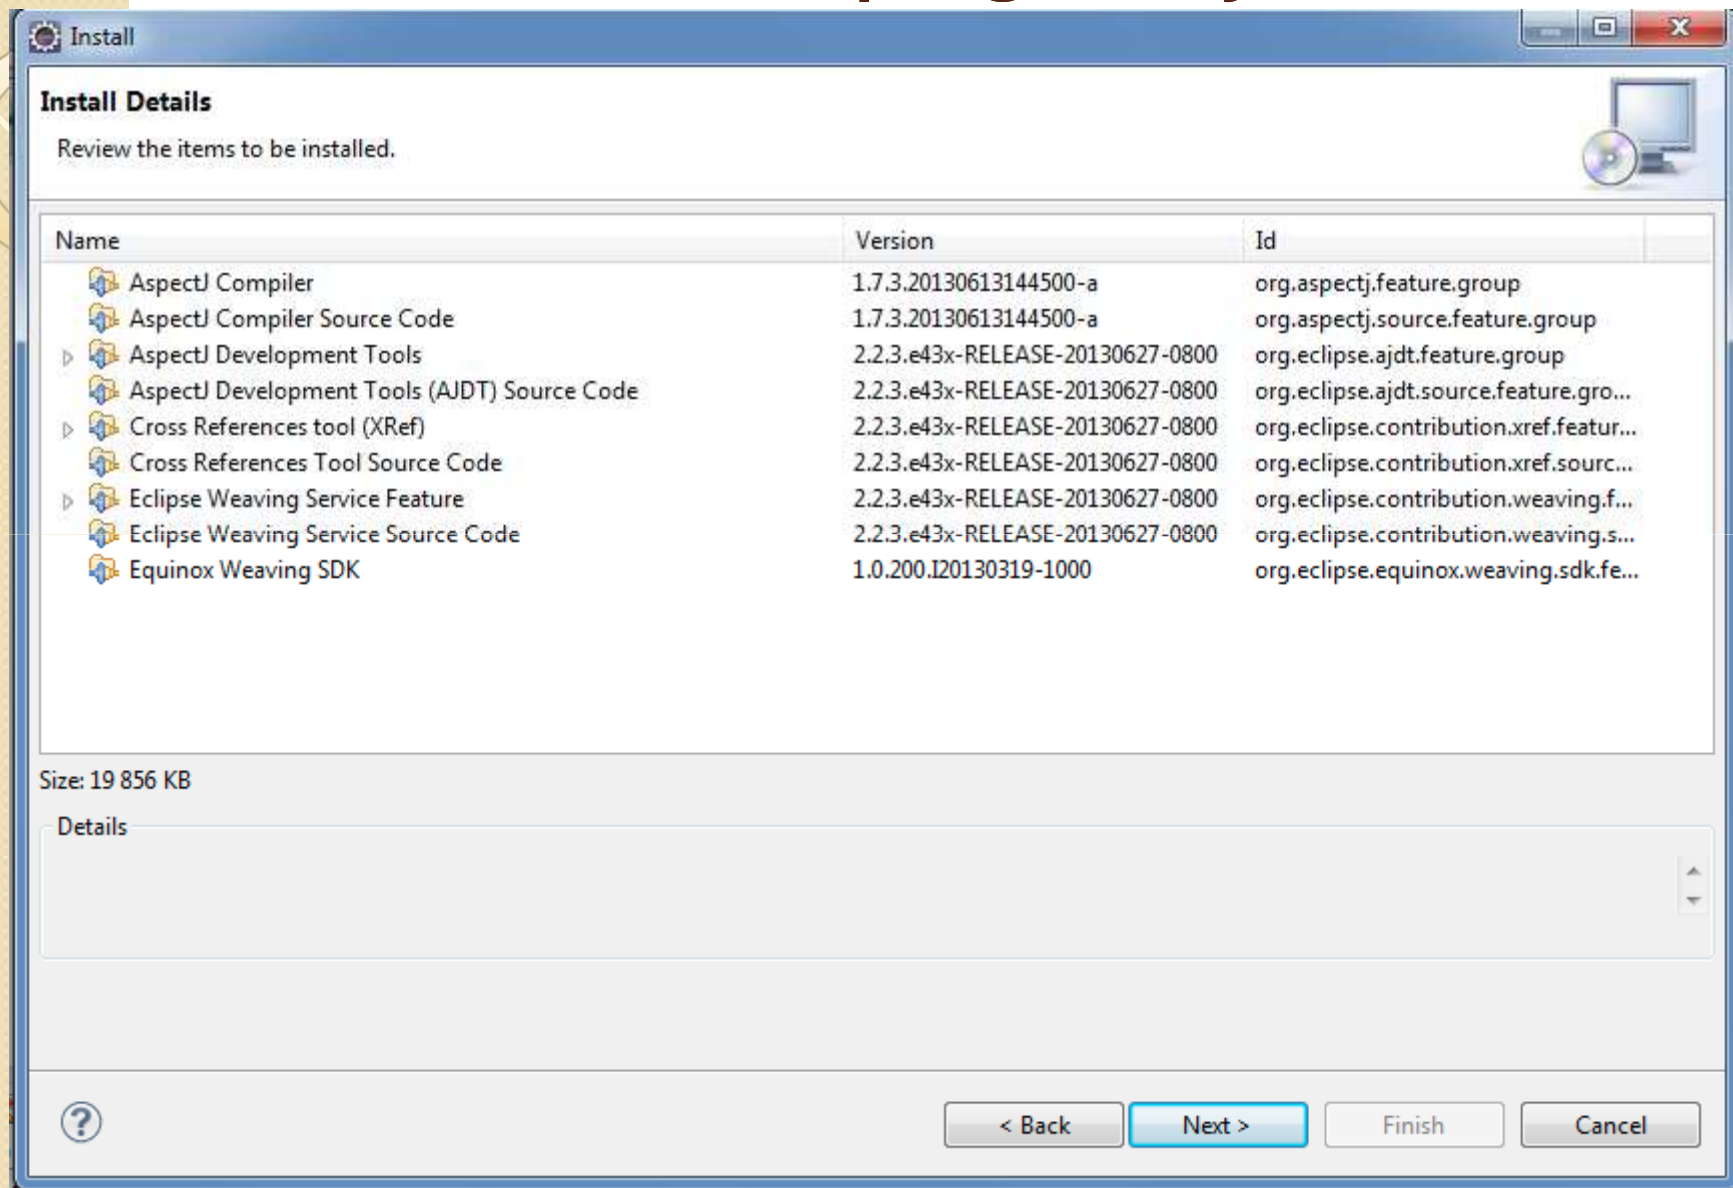 Install
Install Details
Review the items to be installed.
Name Version Id
AspectJ Compiler 1.7.3.20130613144500-a org.aspectj.feature.group
AspectJ Compiler Source Code 1.7.3.20130613144500-a org.aspectj.source.feature.group
AspectJ Development Tools 2.2.3.e43x-RELEASE-20130627-0800 org.eclipse.ajdt.feature.group
AspectJ Development Tools (AJDT) Source Code 2.2.3.e43x-RELEASE-20130627-0800 org.eclipse.ajdt.source.feature.gro...
Cross References tool (XRef) 2.2.3.e43x-RELEASE-20130627-0800 org.eclipse.contribution.xref.featur...
Cross References Tool Source Code 2.2.3.e43x-RELEASE-20130627-0800 org.eclipse.contribution.xref.sourc...
Eclipse Weaving Service Feature 2.2.3.e43x-RELEASE-20130627-0800 org.eclipse.contribution.weaving.f...
Eclipse Weaving Service Source Code 2.2.3.e43x-RELEASE-20130627-0800 org.eclipse.contribution.weaving.s...
Equinox Weaving SDK 1.0.200.I20130319-1000 org.eclipse.equinox.weaving.sdk.fe...
Size: 19 856 KB
Details
< Back Next > Finish Cancel